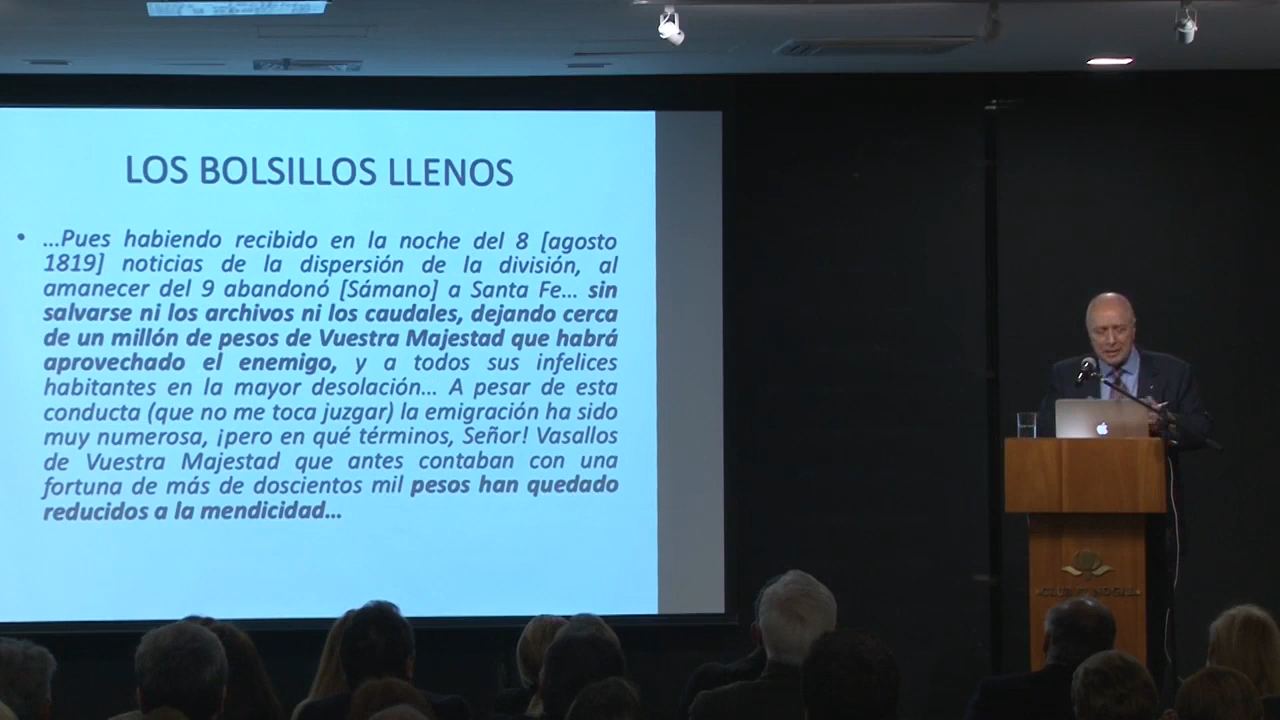 LOS BOLSILLOS LLENOS
• ...Pues habiendo recibido en la noche del 8 [agosto
1819] noticias de la dispersión de la división, al
amanecer del 9 abandonó [Sámano] a Santa Fe... sin
salvarse ni los archivos ni los caudales, dejando cerca
de un millón de pesos de Vuestra Majestad que habrá
aprovechado el enemigo, y a todos sus infelices
habitantes en la mayor desolación... A pesar de esta
conducta (que no me toca juzgar) la emigración ha sido
muy numerosa, ¡pero en qué términos, Señor! Vasallos
de Vuestra Majestad que antes contaban con una
fortuna de más de doscientos mil pesos han quedado
reducidos a la mendicidad...
CLUB EL NOGAL